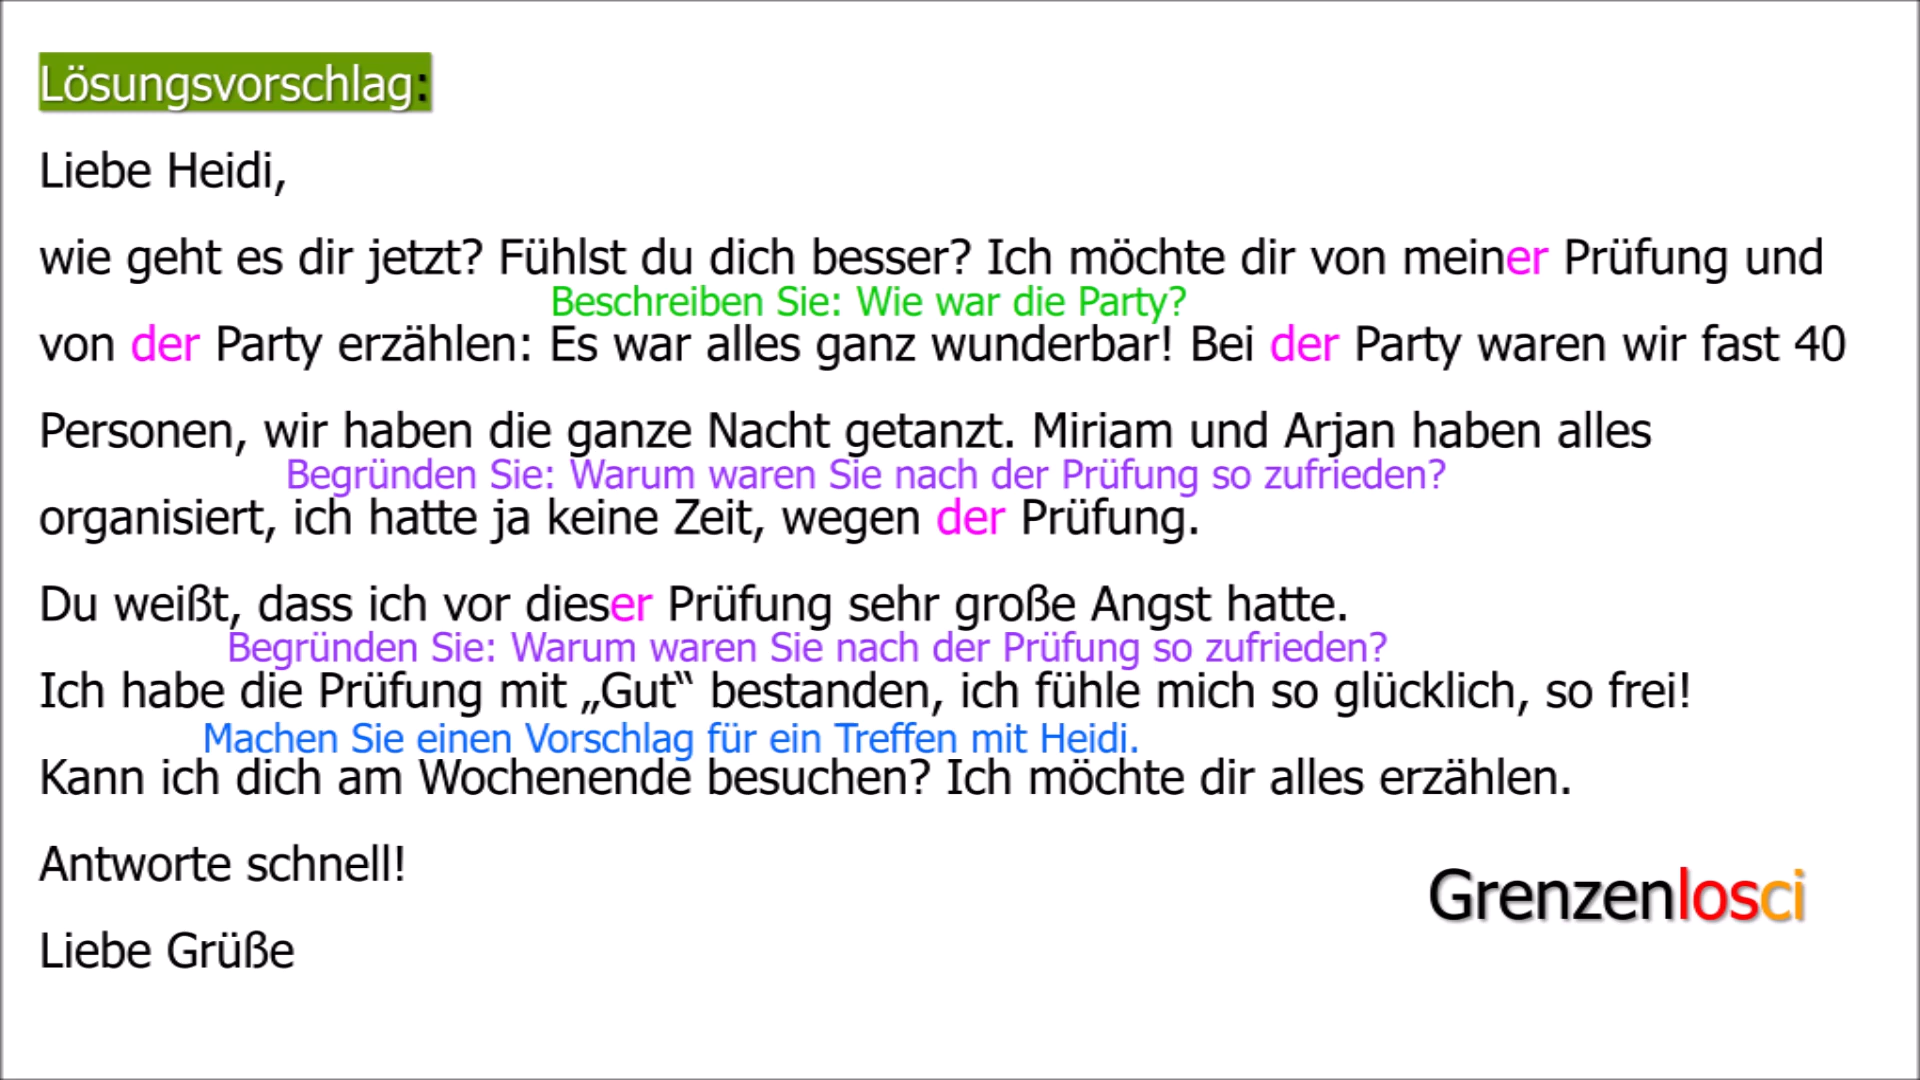 Lösungsvorschlag:
Liebe Heidi,
wie geht es dir jetzt? Fühlst du dich besser? Ich möchte dir von meiner Prüfung und
Beschreiben Sie: Wie war die Party?
von der Party erzählen: Es war alles ganz wunderbar! Bei der Party waren wir fast 40
Personen, wir haben die ganze Nacht getanzt. Miriam und Arjan haben alles
Begründen Sie: Warum waren Sie nach der Prüfung so zufrieden?
organisiert, ich hatte ja keine Zeit, wegen der Prüfung.
Du weißt, dass ich vor dieser Prüfung sehr große Angst hatte.
Begründen Sie: Warum waren Sie nach der Prüfung so zufrieden?
Ich habe die Prüfung mit „Gut“ bestanden, ich fühle mich so glücklich, so frei!
Machen Sie einen Vorschlag für ein Treffen mit Heidi.
Kann ich dich am Wochenende besuchen? Ich möchte dir alles erzählen.
Antworte schnell!
Grenzenlosci
Liebe Grüße